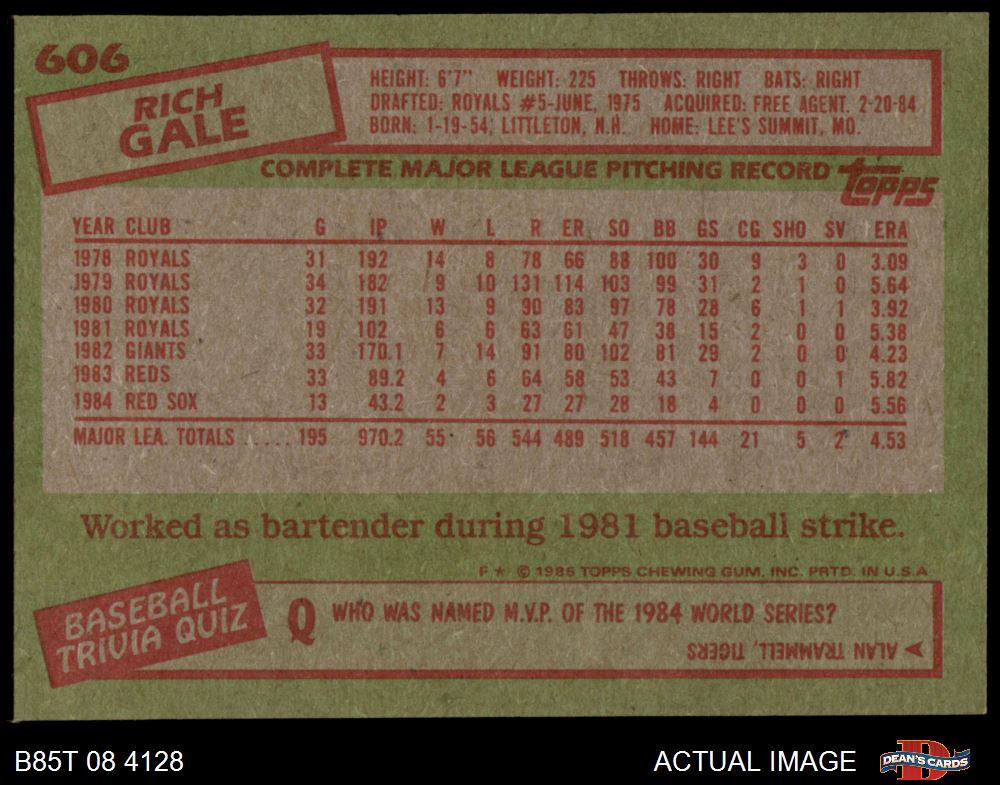 606
RICH
GALE
HEIGHT: 6'7" WEIGHT: 225 THROWS: RIGHT BATS: RIGHT
DRAFTED: ROYALS #5-JUNE, 1975 ACQUIRED: FREE AGENT, 2-20-84
BORN: 1-19-54, LITTLETON, N.H. HOME: LEE'S SUMMIT, MO.
COMPLETE MAJOR LEAGUE PITCHING RECORD topps
YEAR CLUB G IP W L R ER SO BB GS CG SHO SV ERA
1978 ROYALS 31 192 14 8 78 66 88 100 30 9 3 0 3.09
1979 ROYALS 34 182 9 10 131 114 103 99 31 2 1 0 5.64
1980 ROYALS 32 191 13 9 90 83 97 78 28 6 1 1 3.92
1981 ROYALS 19 102 6 6 63 61 47 38 15 2 0 0 5.38
1982 GIANTS 33 170.1 7 14 91 80 102 81 29 2 0 0 4.23
1983 REDS 33 89.2 4 6 64 58 53 43 7 0 0 1 5.82
1984 RED SOX 13 43.2 2 3 27 27 28 18 4 0 0 0 5.56
MAJOR LEA. TOTALS ..... 195 970.2 55 56 544 489 518 457 144 21 5 2 4.53
Worked as bartender during 1981 baseball strike.
F ★ © 1985 TOPPS CHEWING GUM, INC. PRTD. IN U.S.A
BASEBALL
TRIVIA QUIZ
Q WHO WAS NAMED M.V.P. OF THE 1984 WORLD SERIES?
ALAN TRAMMELL, TIGERS
B85T 08 4128
ACTUAL IMAGE
D
DEAN'S CARDS